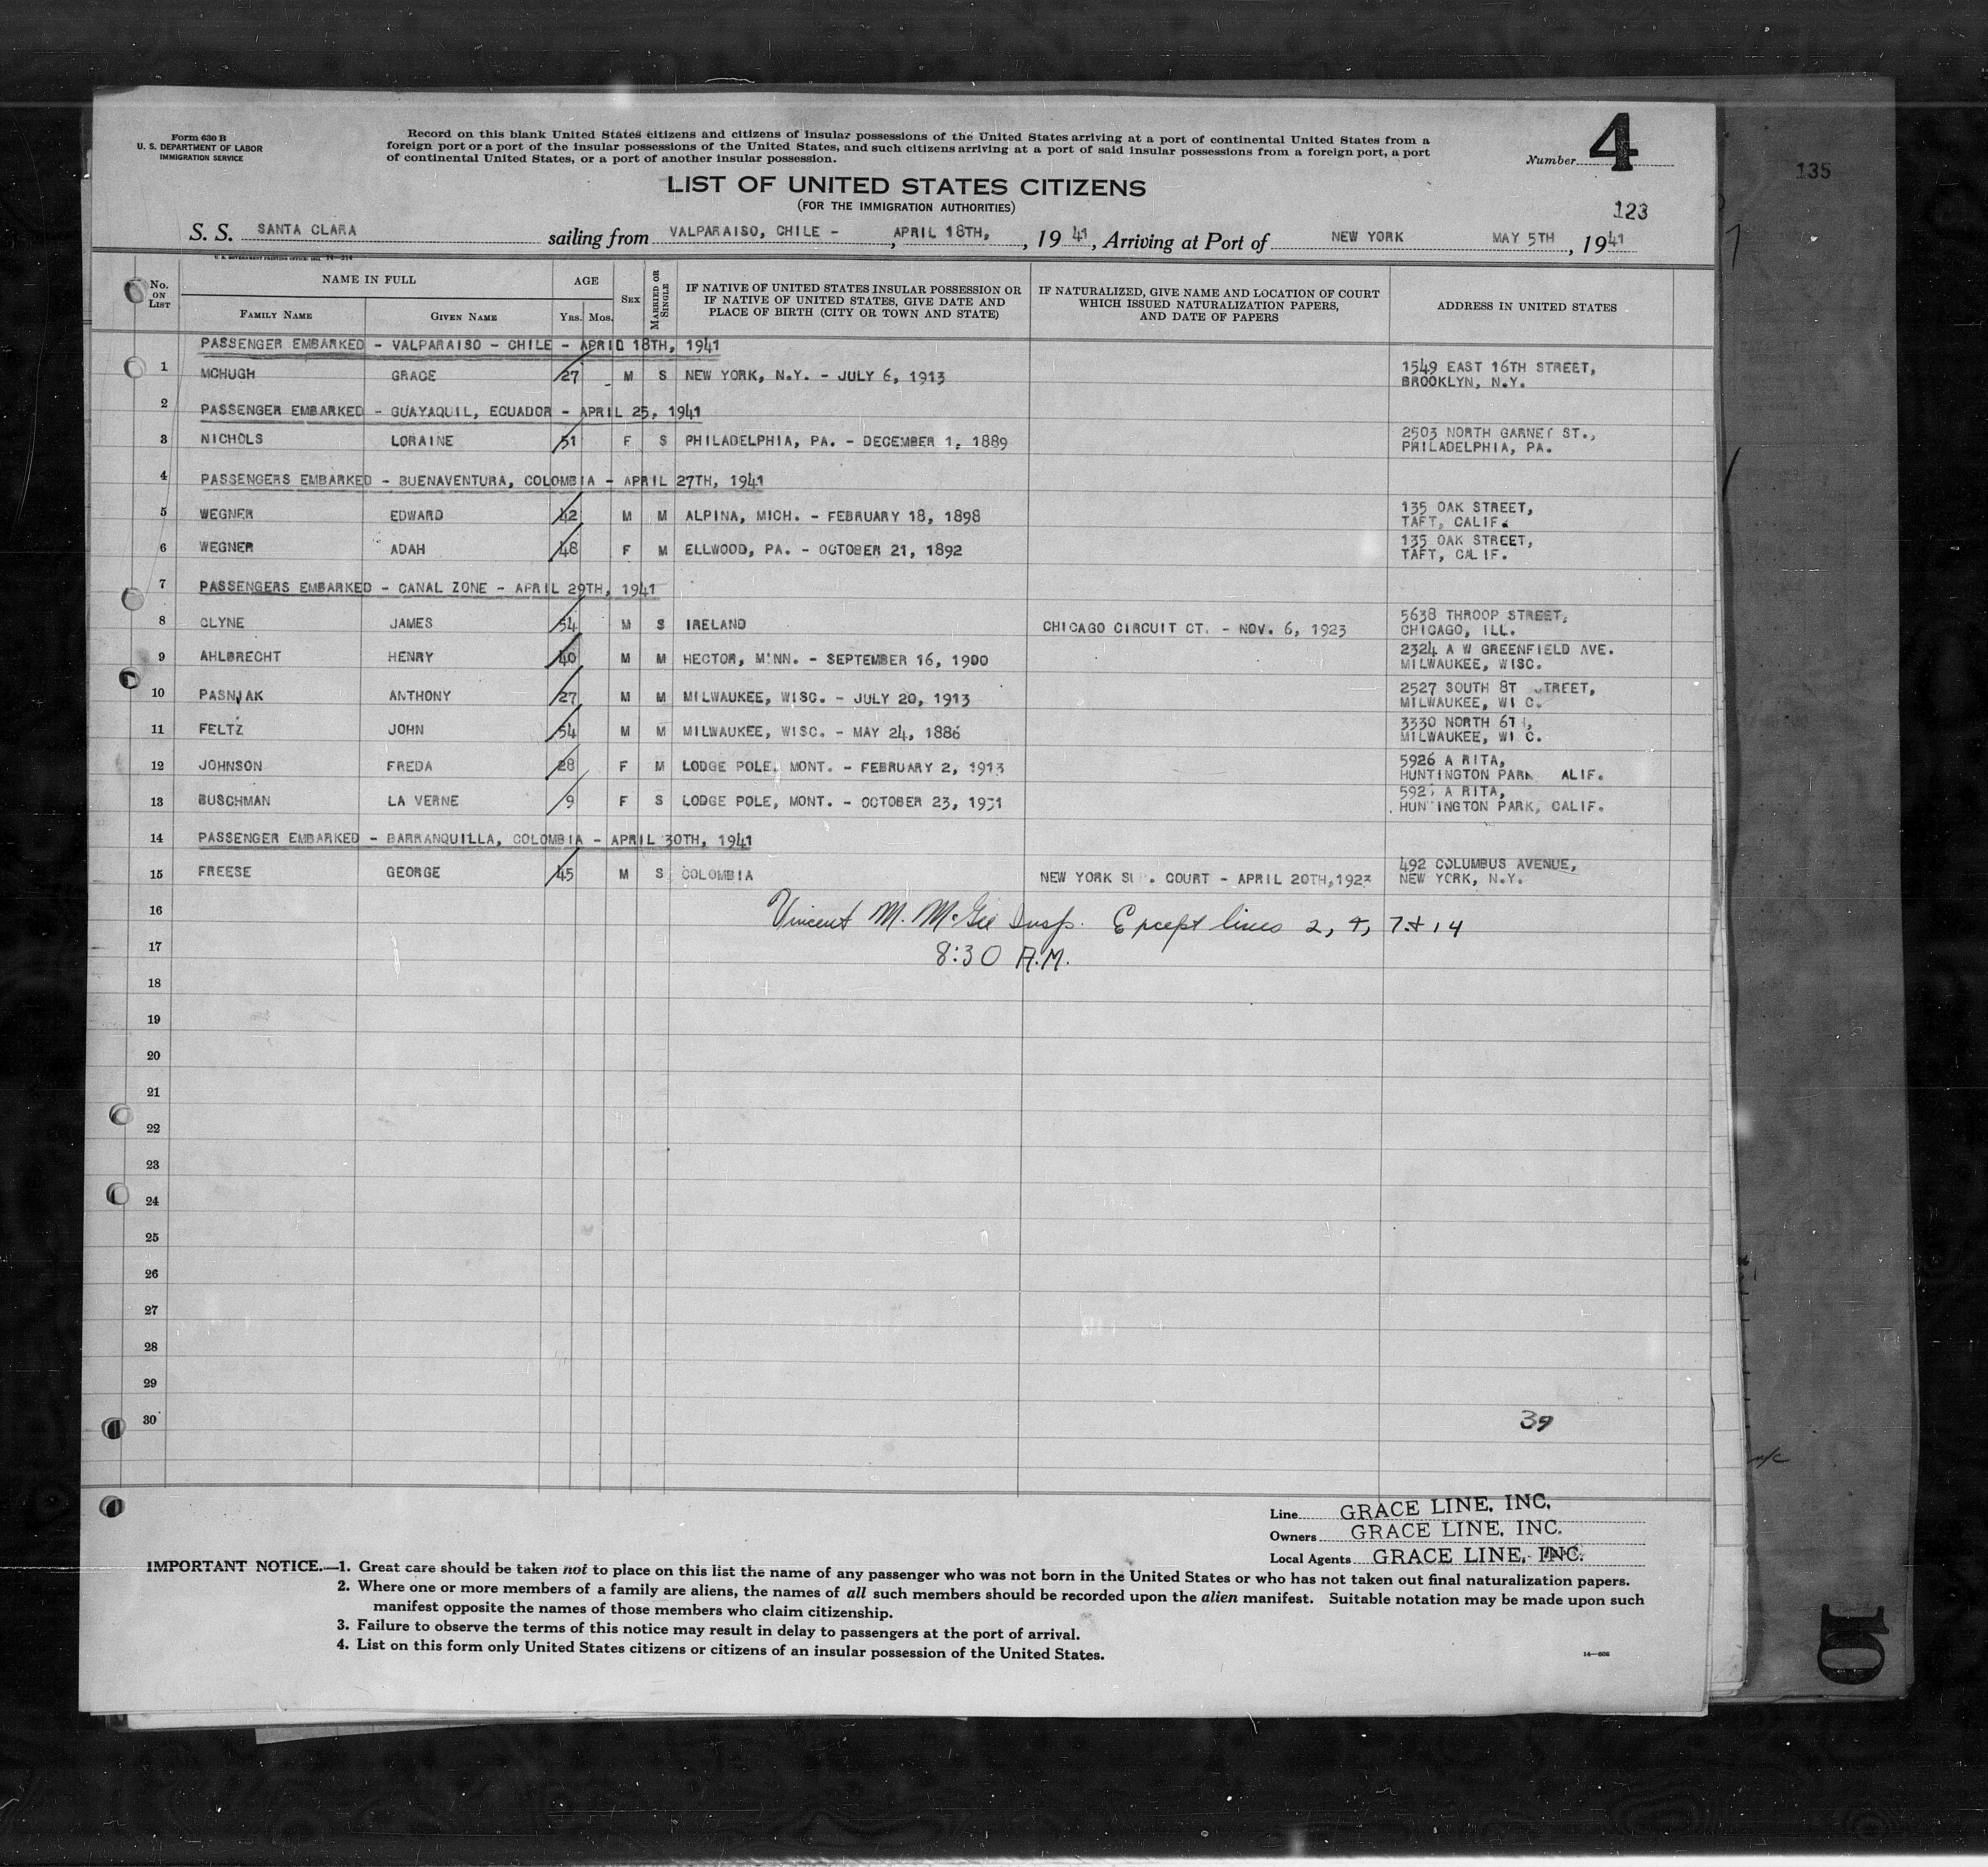 Form 630 B
U. S. DEPARTMENT OF LABOR
IMMIGRATION SERVICE
Record on this blank United States citizens and citizens of insular possessions of the United States arriving at a port of continental United States from a
foreign port or a port of the insular possessions of the United States, and such citizens arriving at a port of said insular possessions from a foreign port, a port
of continental United States, or a port of another insular possession.
Number 4
135
LIST OF UNITED STATES CITIZENS
(FOR THE IMMIGRATION AUTHORITIES)
123
S. S. SANTA CLARA sailing from VALPARAISO, CHILE - , APRIL 18TH, , 19 41, Arriving at Port of NEW YORK MAY 5TH , 19 41
No. ON LIST NAME IN FULL AGE SEX MARRIED OR SINGLE IF NATIVE OF UNITED STATES INSULAR POSSESSION OR IF NATIVE OF UNITED STATES, GIVE DATE AND PLACE OF BIRTH (CITY OR TOWN AND STATE) IF NATURALIZED, GIVE NAME AND LOCATION OF COURT WHICH ISSUED NATURALIZATION PAPERS, AND DATE OF PAPERS ADDRESS IN UNITED STATES
FAMILY NAME GIVEN NAME YRS. MOS.
PASSENGER EMBARKED - VALPARAISO - CHILE - APRIL 18TH, 1941
1 MCHUGH GRACE 27 M S NEW YORK, N.Y. - JULY 6, 1913 1549 EAST 16TH STREET,
BROOKLYN, N.Y.
2 PASSENGER EMBARKED - GUAYAQUIL, ECUADOR - APRIL 25, 1941
3 NICHOLS LORAINE 51 F S PHILADELPHIA, PA. - DECEMBER 1, 1889 2503 NORTH GARNET ST.,
PHILADELPHIA, PA.
4 PASSENGERS EMBARKED - BUENAVENTURA, COLOMBIA - APRIL 27TH, 1941
5 WEGNER EDWARD 42 M M ALPINA, MICH. - FEBRUARY 18, 1898 135 OAK STREET,
TAFT, CALIF.
6 WEGNER ADAH 48 F M ELLWOOD, PA. - OCTOBER 21, 1892 135 OAK STREET,
TAFT, CALIF.
7 PASSENGERS EMBARKED - CANAL ZONE - APRIL 29TH, 1941
8 CLYNE JAMES 54 M S IRELAND CHICAGO CIRCUIT CT. - NOV. 6, 1923 5638 THROOP STREET,
CHICAGO, ILL.
9 AHLBRECHT HENRY 40 M M HECTOR, MINN. - SEPTEMBER 16, 1900 2324 A W GREENFIELD AVE.
MILWAUKEE, WISC.
10 PASNJAK ANTHONY 27 M M MILWAUKEE, WISC. - JULY 20, 1913 2527 SOUTH 8T STREET,
MILWAUKEE, WI C.
11 FELTZ JOHN 54 M M MILWAUKEE, WISC. - MAY 24, 1886 3330 NORTH 6TH,
MILWAUKEE, WI C.
12 JOHNSON FREDA 28 F M LODGE POLE, MONT. - FEBRUARY 2, 1913 5926 A RITA,
HUNTINGTON PARK ALIF.
13 BUSCHMAN LA VERNE 9 F S LODGE POLE, MONT. - OCTOBER 23, 1931 592 A RITA,
HUNTINGTON PARK, CALIF.
14 PASSENGER EMBARKED - BARRANQUILLA, COLOMBIA - APRIL 30TH, 1941
15 FREESE GEORGE 45 M S COLOMBIA NEW YORK SUP. COURT - APRIL 20TH, 1923 492 COLUMBUS AVENUE,
NEW YORK, N.Y.
16 Vincent M. McGee Insp. Except lines 2, 4, 7 & 14
17 8:30 A.M.
18
19
20
21
22
23
24
25
26
27
28
29
30 39
Line GRACE LINE, INC.
Owners GRACE LINE, INC.
Local Agents GRACE LINE, INC.
IMPORTANT NOTICE.—1. Great care should be taken not to place on this list the name of any passenger who was not born in the United States or who has not taken out final naturalization papers.
2. Where one or more members of a family are aliens, the names of all such members should be recorded upon the alien manifest. Suitable notation may be made upon such
manifest opposite the names of those members who claim citizenship.
3. Failure to observe the terms of this notice may result in delay to passengers at the port of arrival.
4. List on this form only United States citizens or citizens of an insular possession of the United States.